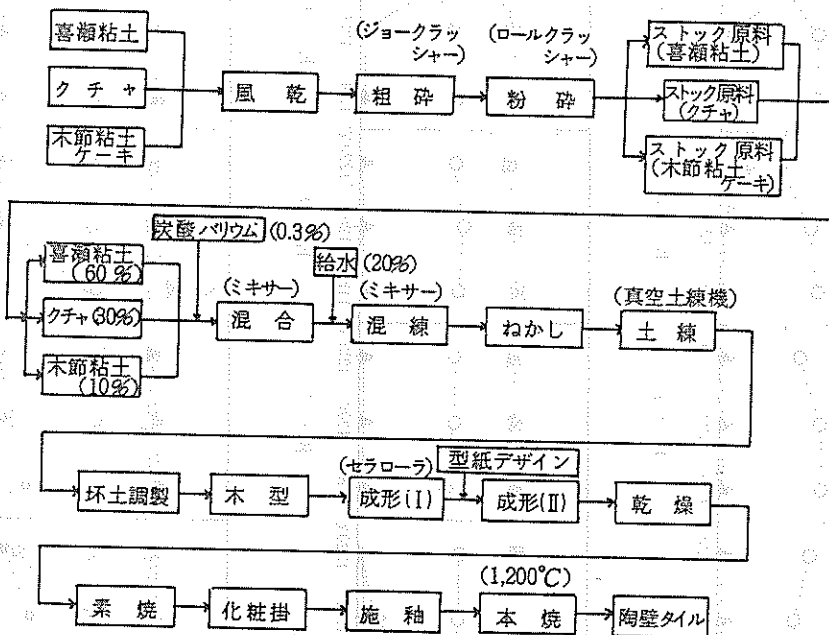 喜瀬粘土
クチャ
木節粘土
ケーキ
風乾
(ジョークラッ
シャー)
粗砕
(ロールクラッ
シャー)
粉砕
ストック原料
(喜瀬粘土)
ストック原料
(クチャ)
ストック原料
(木節粘土
ケーキ)
炭酸バリウム (0.3%)
喜瀬粘土
(60%)
クチャ(30%)
木節粘土
(10%)
(ミキサー)
混合
給水 (20%)
(ミキサー)
混練
ねかし
(真空土練機)
土練
坏土調製
木型
(セラローラ)
成形(I)
型紙デザイン
成形(II)
乾燥
素焼
化粧掛
施釉
(1,200℃)
本焼
陶壁タイル